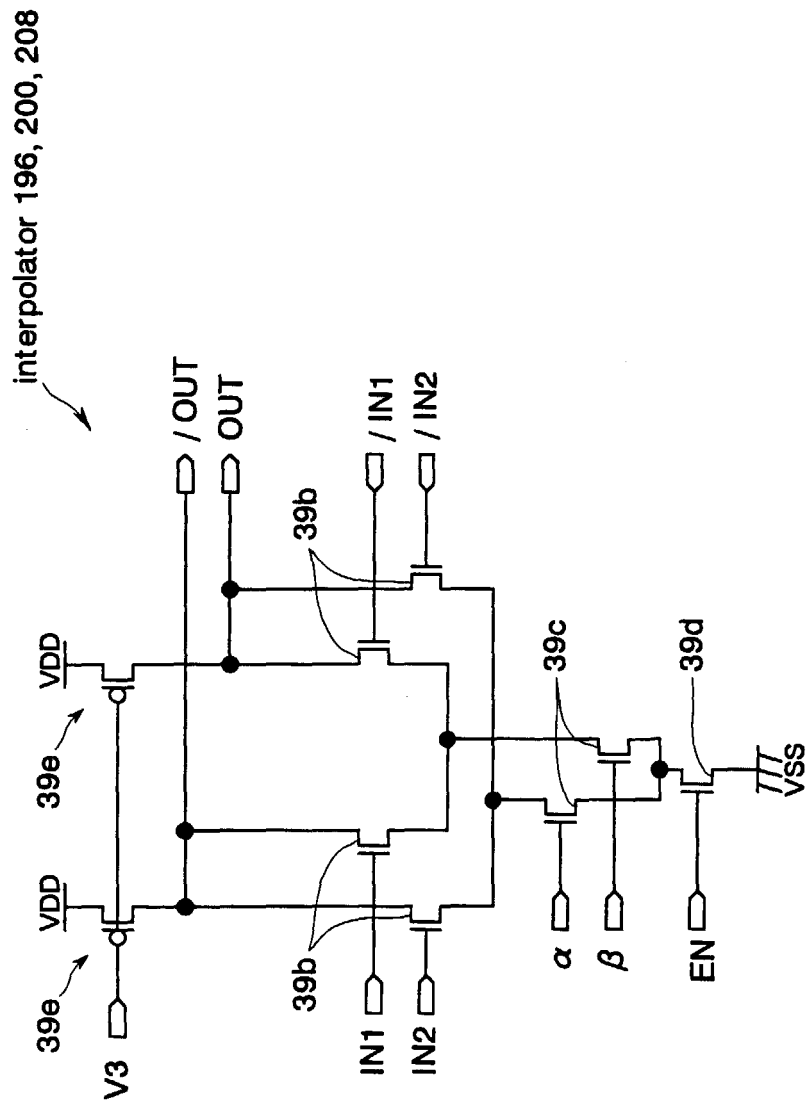 interpolator 196, 200, 208
/ OUT
OUT
VDD
VDD
39e
39e
V3
/ IN1
/ IN2
39b
39b
IN1
IN2
39c
39d
α
β
EN
VSS